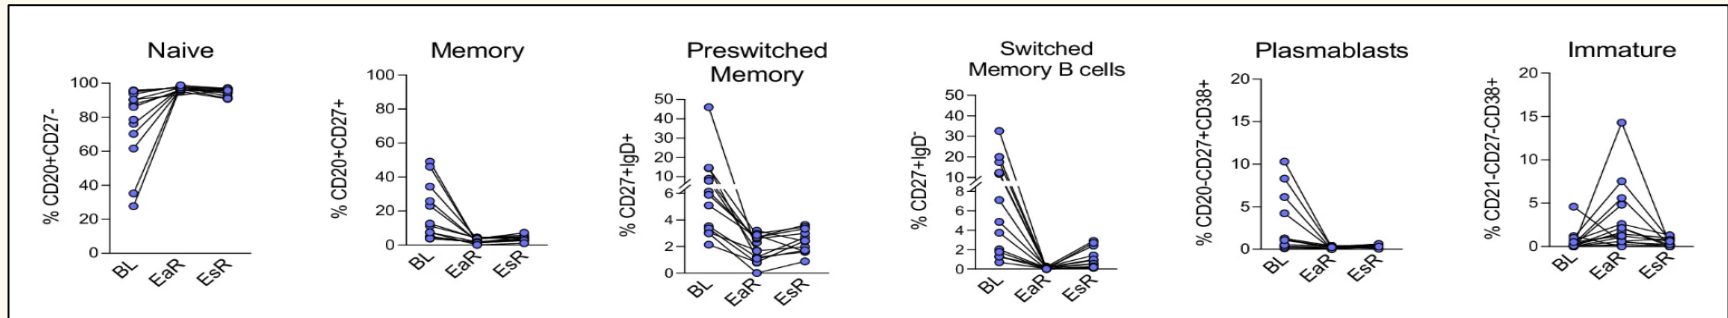 Naive
% CD20+CD27-
100
80
60
40
20
0
BL
EaR
EsR
Memory
% CD20+CD27+
100
80
60
40
20
0
BL
EaR
EsR
Preswitched
Memory
% CD27+IgD+
50
40
30
20
10
6
4
2
0
BL
EaR
EsR
Switched
Memory B cells
% CD27+IgD-
50
40
30
20
10
8
6
4
2
0
BL
EaR
EsR
Plasmablasts
% CD20-CD27+CD38+
20
15
10
5
0
BL
EaR
EsR
Immature
% CD21-CD27-CD38+
20
15
10
5
0
BL
EaR
EsR